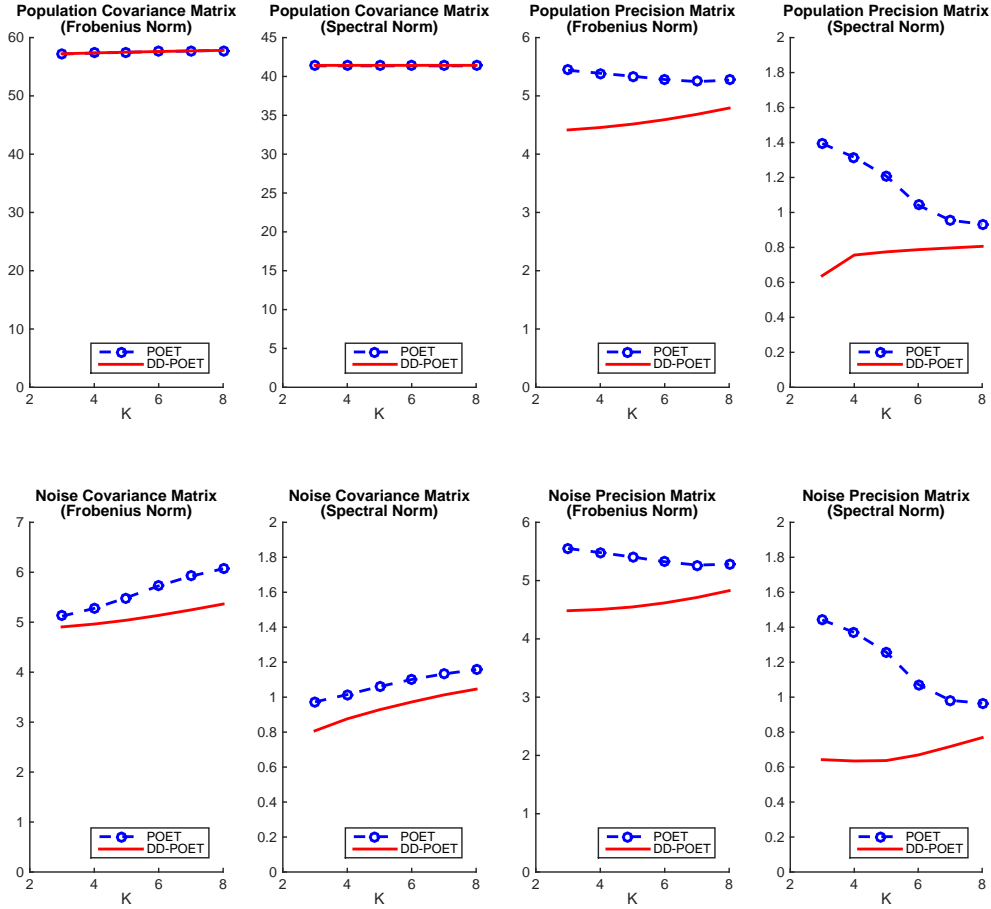 Population Covariance Matrix
(Frobenius Norm)
60
50
40
30
20
10
0
2
4
6
8
K
POET
DD-POET
Population Covariance Matrix
(Spectral Norm)
45
40
35
30
25
20
15
10
5
0
2
4
6
8
K
POET
DD-POET
Population Precision Matrix
(Frobenius Norm)
6
5
4
3
2
1
0
2
4
6
8
K
POET
DD-POET
Population Precision Matrix
(Spectral Norm)
2
1.8
1.6
1.4
1.2
1
0.8
0.6
0.4
0.2
0
2
4
6
8
K
POET
DD-POET
Noise Covariance Matrix
(Frobenius Norm)
7
6
5
4
3
2
1
0
2
4
6
8
K
POET
DD-POET
Noise Covariance Matrix
(Spectral Norm)
2
1.8
1.6
1.4
1.2
1
0.8
0.6
0.4
0.2
0
2
4
6
8
K
POET
DD-POET
Noise Precision Matrix
(Frobenius Norm)
6
5
4
3
2
1
0
2
4
6
8
K
POET
DD-POET
Noise Precision Matrix
(Spectral Norm)
2
1.8
1.6
1.4
1.2
1
0.8
0.6
0.4
0.2
0
2
4
6
8
K
POET
DD-POET